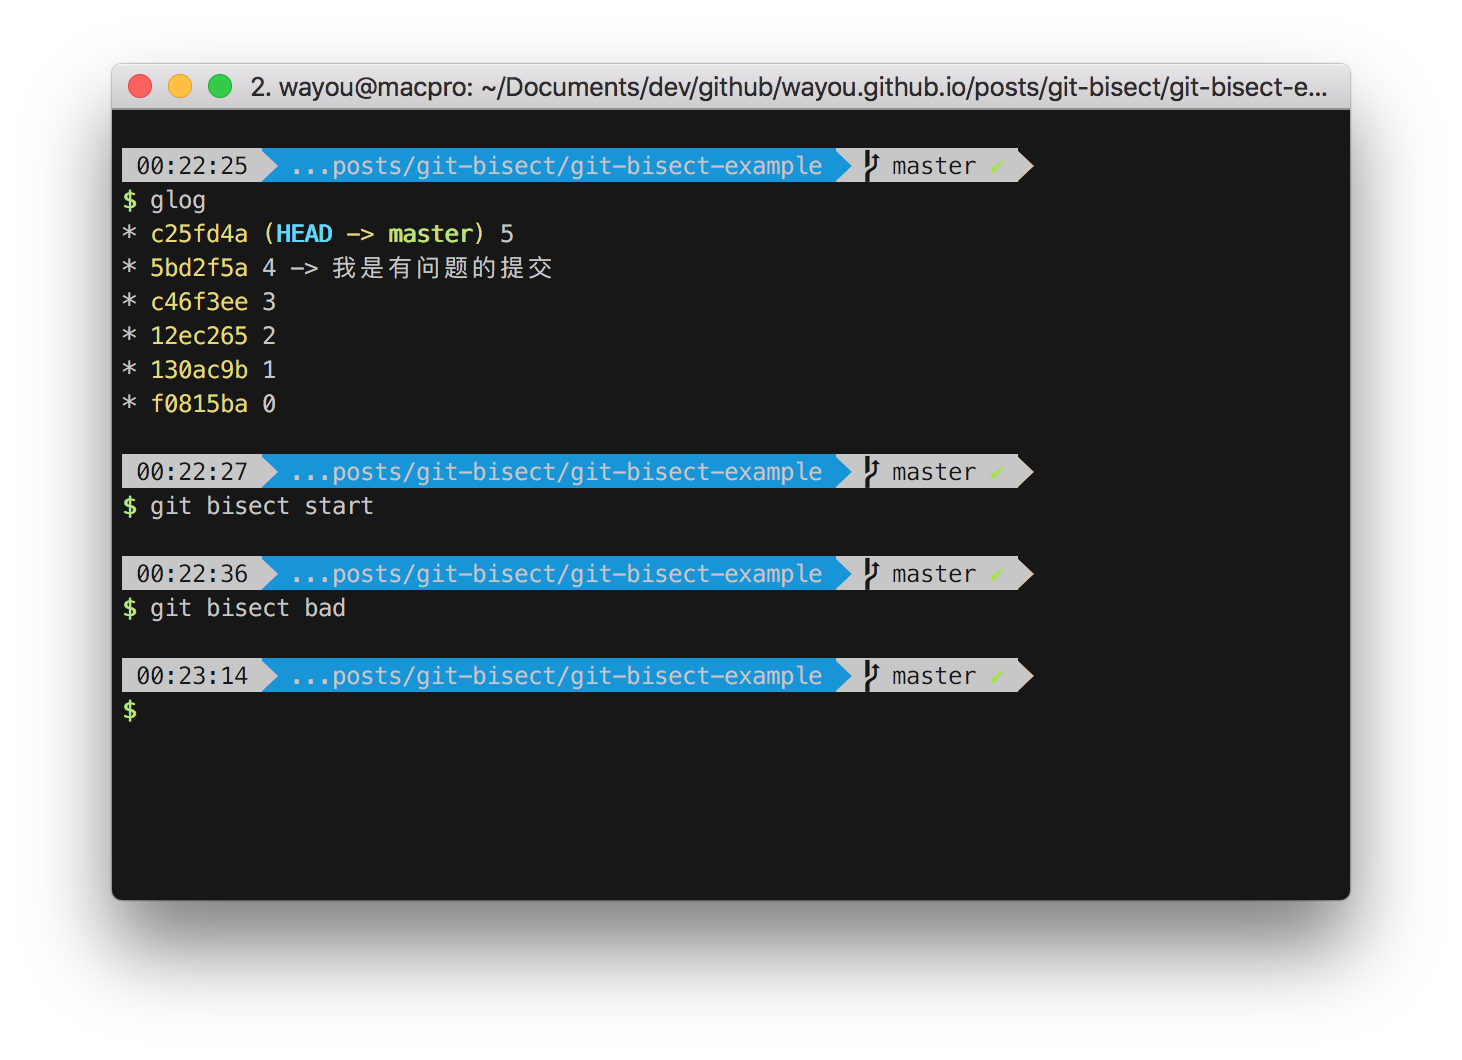 2. wayou@macpro: ~/Documents/dev/github/wayou.github.io/posts/git-bisect/git-bisect-e...
00:22:25 ...posts/git-bisect/git-bisect-example master ✔
$ glog
* c25fd4a (HEAD -> master) 5
* 5bd2f5a 4 -> 我是有问题的提交
* c46f3ee 3
* 12ec265 2
* 130ac9b 1
* f0815ba 0
00:22:27 ...posts/git-bisect/git-bisect-example master ✔
$ git bisect start
00:22:36 ...posts/git-bisect/git-bisect-example master ✔
$ git bisect bad
00:23:14 ...posts/git-bisect/git-bisect-example master ✔
$